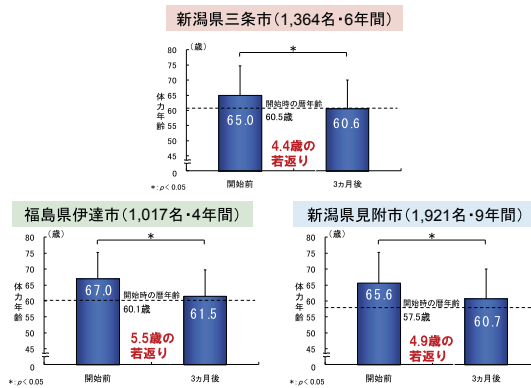 新潟県三条市(1,364名・6年間)
(歳)
*
80
75
70
65
60
55
50
45
0
体力年齢
開始時の暦年齢
60.5歳
65.0
60.6
4.4歳の
若返り
開始前
3ヵ月後
*:p<0.05
福島県伊達市(1,017名・4年間)
(歳)
*
80
75
70
65
60
55
50
45
0
体力年齢
67.0
開始時の暦年齢
60.1歳
61.5
5.5歳の
若返り
開始前
3ヵ月後
*:p<0.05
新潟県見附市(1,921名・9年間)
(歳)
*
80
75
70
65
60
55
50
45
0
体力年齢
65.6
開始時の暦年齢
57.5歳
60.7
4.9歳の
若返り
開始前
3ヵ月後
*:p<0.05